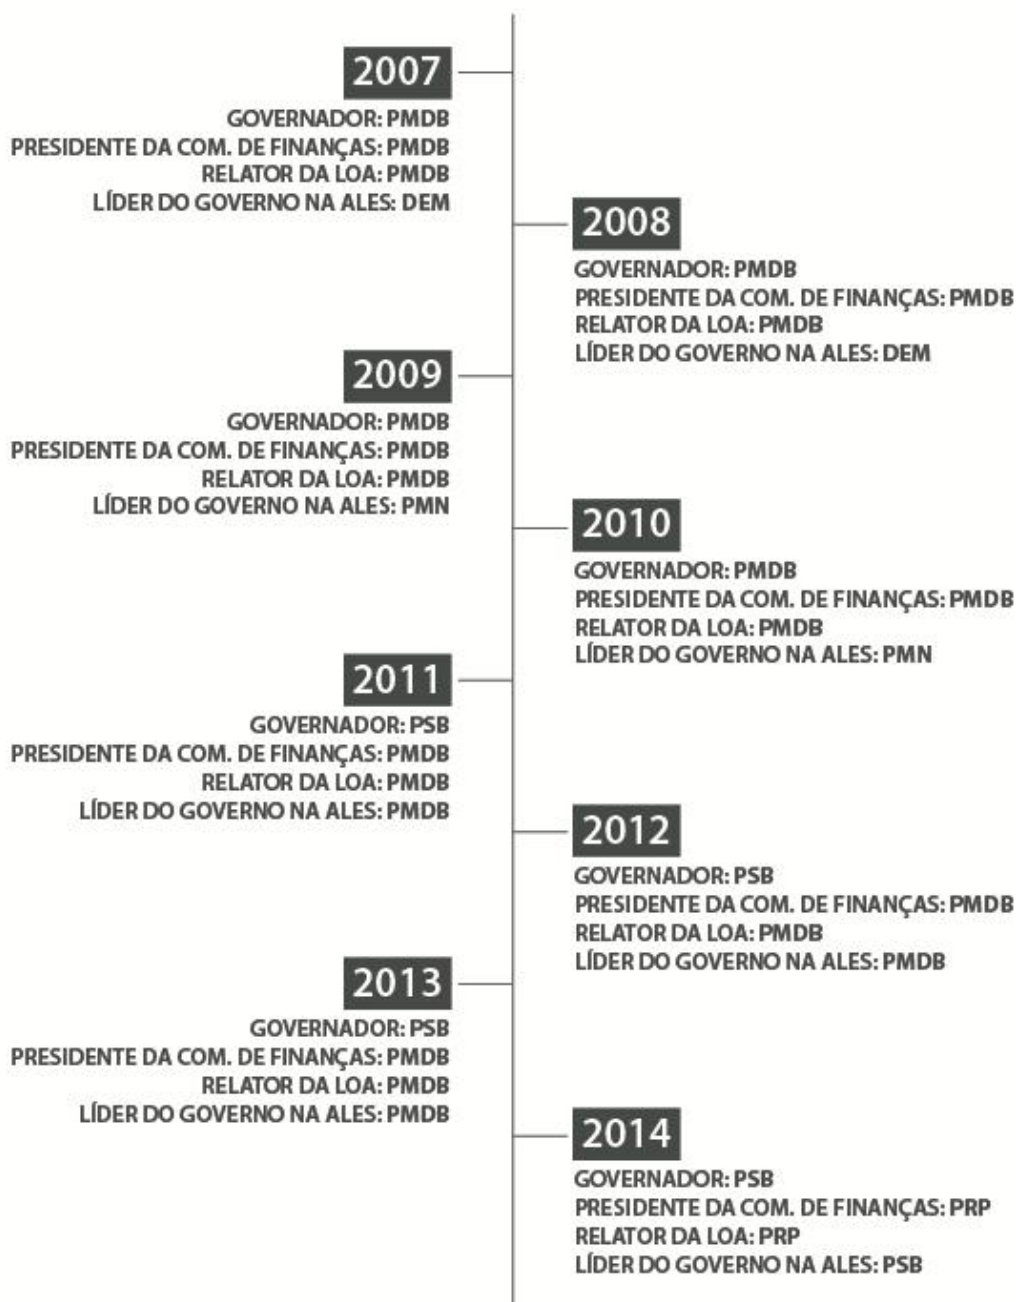 2007
GOVERNADOR: PMDB
PRESIDENTE DA COM. DE FINANÇAS: PMDB
RELATOR DA LOA: PMDB
LÍDER DO GOVERNO NA ALES: DEM
2008
GOVERNADOR: PMDB
PRESIDENTE DA COM. DE FINANÇAS: PMDB
RELATOR DA LOA: PMDB
LÍDER DO GOVERNO NA ALES: DEM
2009
GOVERNADOR: PMDB
PRESIDENTE DA COM. DE FINANÇAS: PMDB
RELATOR DA LOA: PMDB
LÍDER DO GOVERNO NA ALES: PMN
2010
GOVERNADOR: PMDB
PRESIDENTE DA COM. DE FINANÇAS: PMDB
RELATOR DA LOA: PMDB
LÍDER DO GOVERNO NA ALES: PMN
2011
GOVERNADOR: PSB
PRESIDENTE DA COM. DE FINANÇAS: PMDB
RELATOR DA LOA: PMDB
LÍDER DO GOVERNO NA ALES: PMDB
2012
GOVERNADOR: PSB
PRESIDENTE DA COM. DE FINANÇAS: PMDB
RELATOR DA LOA: PMDB
LÍDER DO GOVERNO NA ALES: PMDB
2013
GOVERNADOR: PSB
PRESIDENTE DA COM. DE FINANÇAS: PMDB
RELATOR DA LOA: PMDB
LÍDER DO GOVERNO NA ALES: PMDB
2014
GOVERNADOR: PSB
PRESIDENTE DA COM. DE FINANÇAS: PRP
RELATOR DA LOA: PRP
LÍDER DO GOVERNO NA ALES: PSB